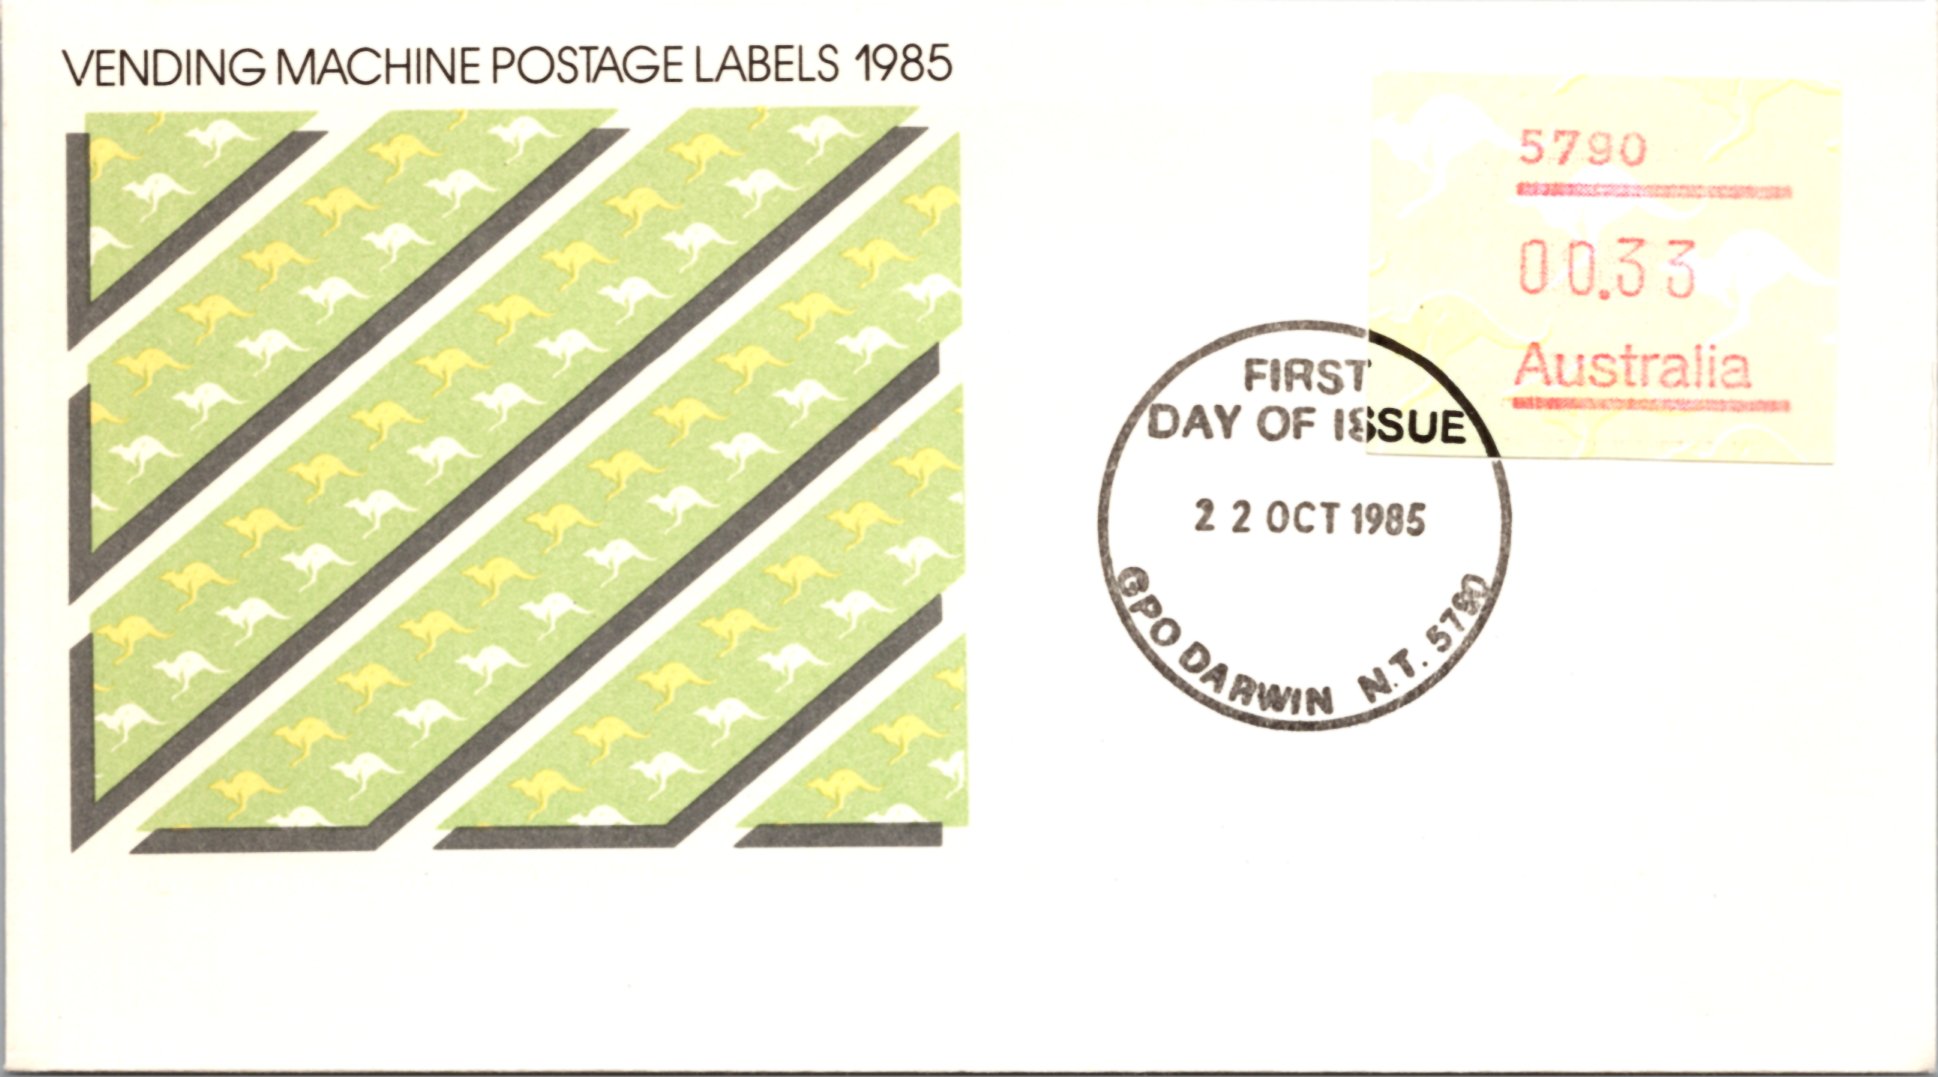 VENDING MACHINE POSTAGE LABELS 1985
5790
00.33
Australia
FIRST
DAY OF ISSUE
22 OCT 1985
GPO DARWIN N.T. 5790